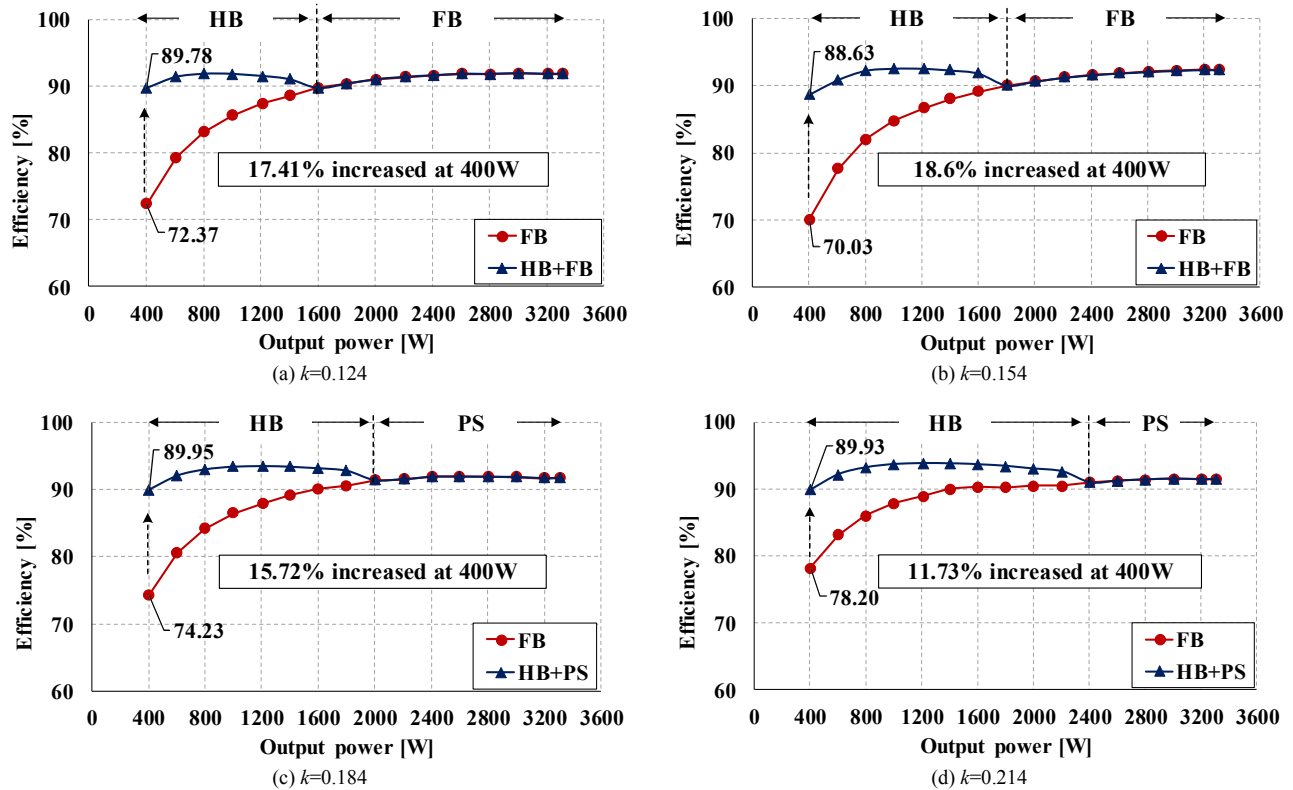 HB FB
100
89.78
90
80
17.41% increased at 400W
70
72.37
60
Efficiency [%]
FB
HB+FB
0 400 800 1200 1600 2000 2400 2800 3200 3600
Output power [W]
(a) k=0.124
HB FB
100
88.63
90
80
18.6% increased at 400W
70
70.03
60
Efficiency [%]
FB
HB+FB
0 400 800 1200 1600 2000 2400 2800 3200 3600
Output power [W]
(b) k=0.154
HB PS
100
89.95
90
80
15.72% increased at 400W
74.23
70
60
Efficiency [%]
FB
HB+PS
0 400 800 1200 1600 2000 2400 2800 3200 3600
Output power [W]
(c) k=0.184
HB PS
100
89.93
90
80
11.73% increased at 400W
78.20
70
60
Efficiency [%]
FB
HB+PS
0 400 800 1200 1600 2000 2400 2800 3200 3600
Output power [W]
(d) k=0.214